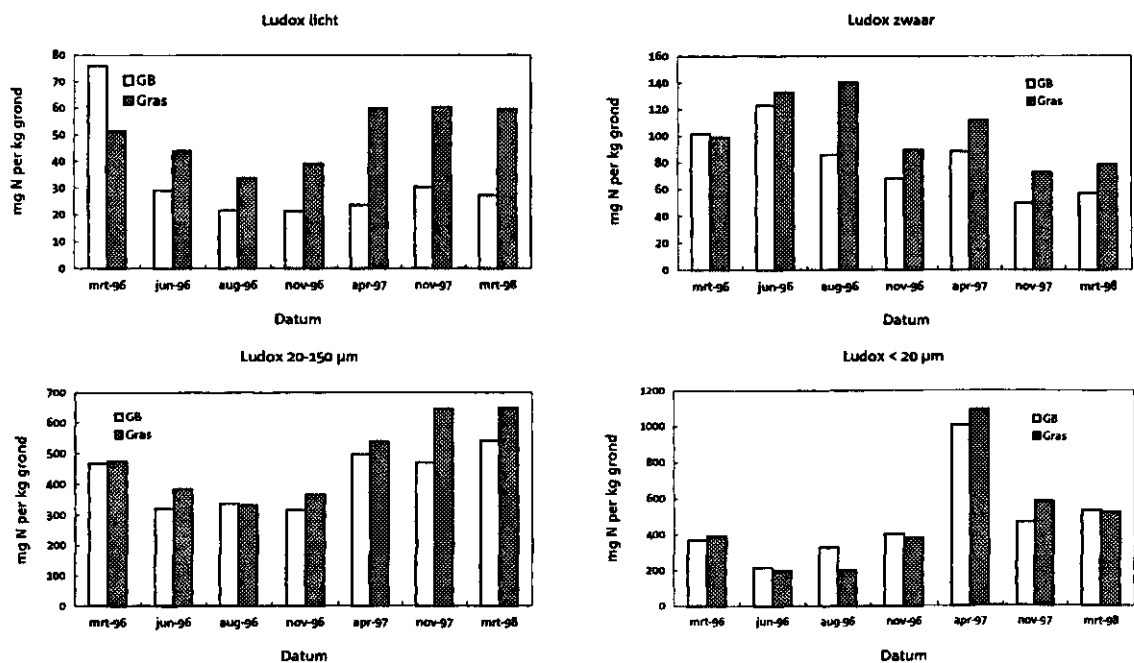 Ludox licht
mg N per kg grond
80
70
60
50
40
30
20
10
0
GB
Gras
mrt-96 jun-96 aug-96 nov-96 apr-97 nov-97 mrt-98
Datum
Ludox zwaar
mg N per kg grond
160
140
120
100
80
60
40
20
0
GB
Gras
mrt-96 jun-96 aug-96 nov-96 apr-97 nov-97 mrt-98
Datum
Ludox 20-150 µm
mg N per kg grond
700
600
500
400
300
200
100
0
GB
Gras
mrt-96 jun-96 aug-96 nov-96 apr-97 nov-97 mrt-98
Datum
Ludox < 20 µm
mg N per kg grond
1200
1000
800
600
400
200
0
GB
Gras
mrt-96 jun-96 aug-96 nov-96 apr-97 nov-97 mrt-98
Datum